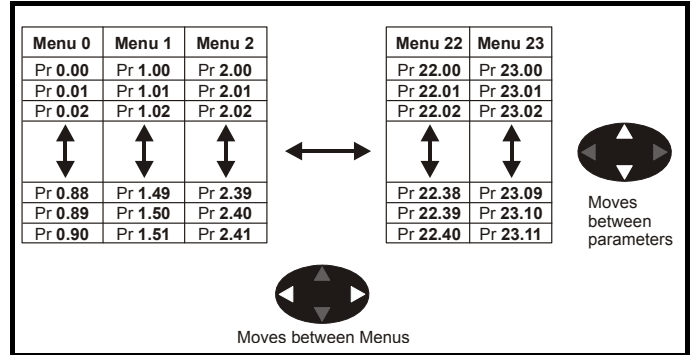 Menu 0 Menu 1 Menu 2 Menu 22 Menu 23
Pr 0.00 Pr 1.00 Pr 2.00 Pr 22.00 Pr 23.00
Pr 0.01 Pr 1.01 Pr 2.01 Pr 22.01 Pr 23.01
Pr 0.02 Pr 1.02 Pr 2.02 Pr 22.02 Pr 23.02
Pr 0.88 Pr 1.49 Pr 2.39 Pr 22.38 Pr 23.09
Pr 0.89 Pr 1.50 Pr 2.40 Pr 22.39 Pr 23.10
Pr 0.90 Pr 1.51 Pr 2.41 Pr 22.40 Pr 23.11
Moves
between
parameters
Moves between Menus